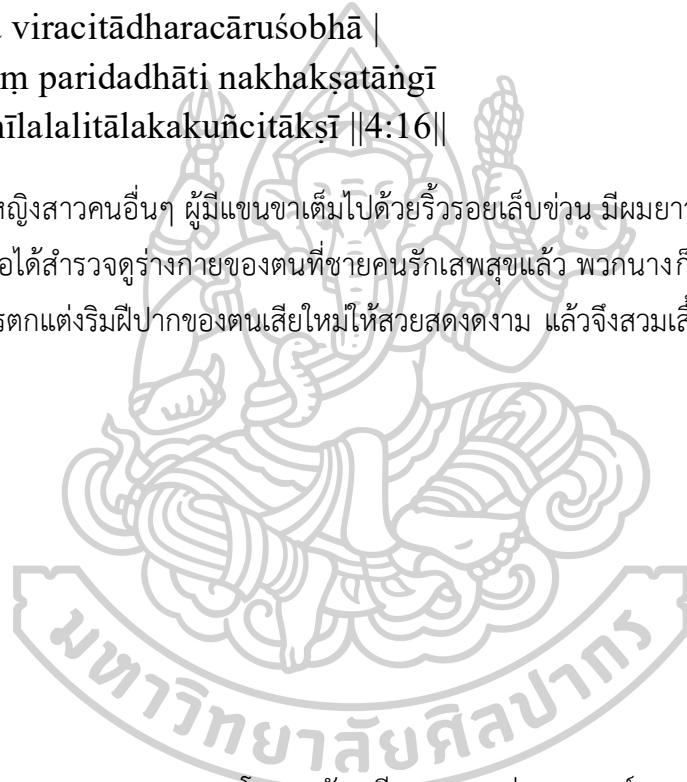 viracitādharacāruśobhā |
ṃ paridadhāti nakhakṣatāṅgī
nīlalalitālakakuñcitākṣī ||4:16||
หญิงสาวคนอื่นๆ ผู้มีแขนขาเต็มไปด้วยริ้วรอยเล็บข่วน มีผมยาว
อได้สำรวจดูร่างกายของตนที่ชายคนรักเสพสุขแล้ว พวกนางก็
รตกแต่งริมฝีปากของตนเสียใหม่ให้สวยสดงดงาม แล้วจึงสวมเสื้
มหาวิทยาลัยศิลปากร